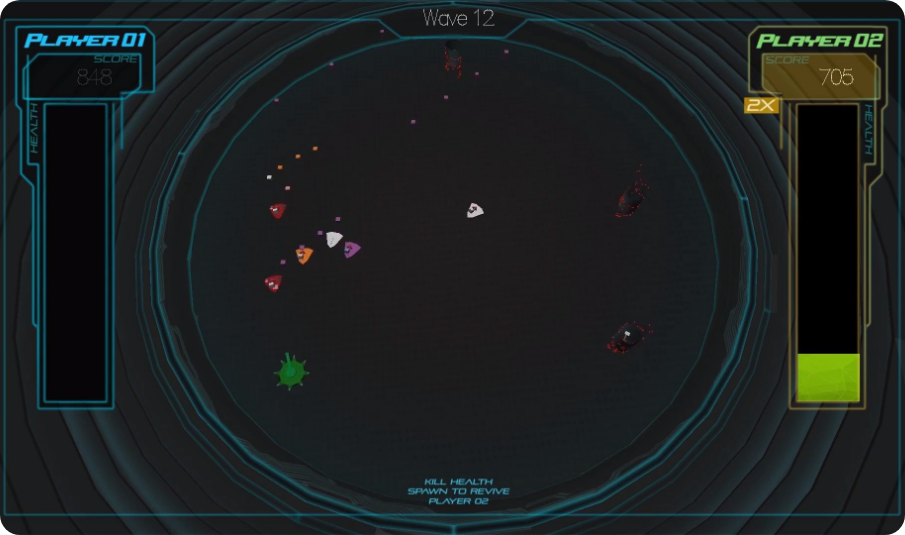 Wave 12
PLAYER 01
SCORE
848
HEALTH
PLAYER 02
SCORE
705
2X
HEALTH
KILL HEALTH
SPAWN TO REVIVE
PLAYER 02